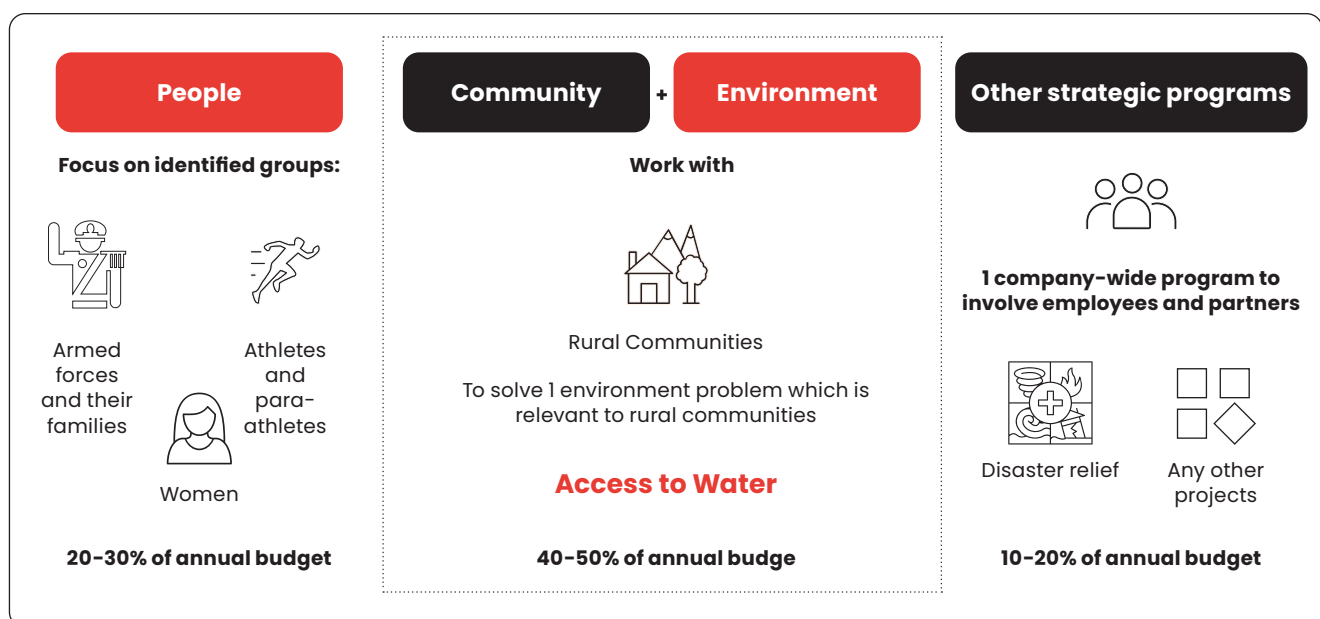 People
Focus on identified groups:
Armed
forces
and their
families
Athletes
and
para-
athletes
Women
20-30% of annual budget
Community
+
Environment
Work with
Rural Communities
To solve 1 environment problem which is
relevant to rural communities
Access to Water
40-50% of annual budge
Other strategic programs
1 company-wide program to
involve employees and partners
Disaster relief
Any other
projects
10-20% of annual budget